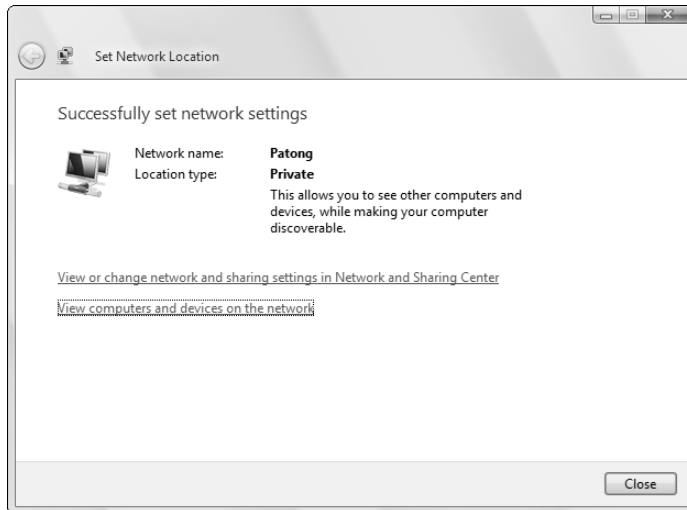 Set Network Location
Successfully set network settings
Network name: Patong
Location type: Private
This allows you to see other computers and
devices, while making your computer
discoverable.
View or change network and sharing settings in Network and Sharing Center
View computers and devices on the network
Close